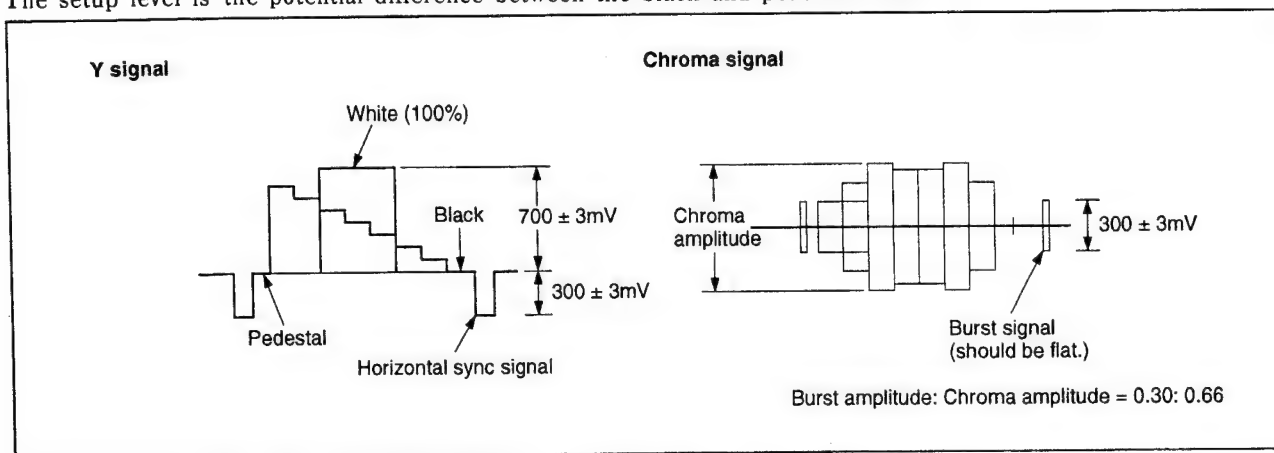 The setup level is the potential difference between the black and
Y signal
Chroma signal
White (100%)
Black
700 ± 3mV
300 ± 3mV
Pedestal
Horizontal sync signal
Chroma
amplitude
300 ± 3mV
Burst signal
(should be flat.)
Burst amplitude: Chroma amplitude = 0.30: 0.66